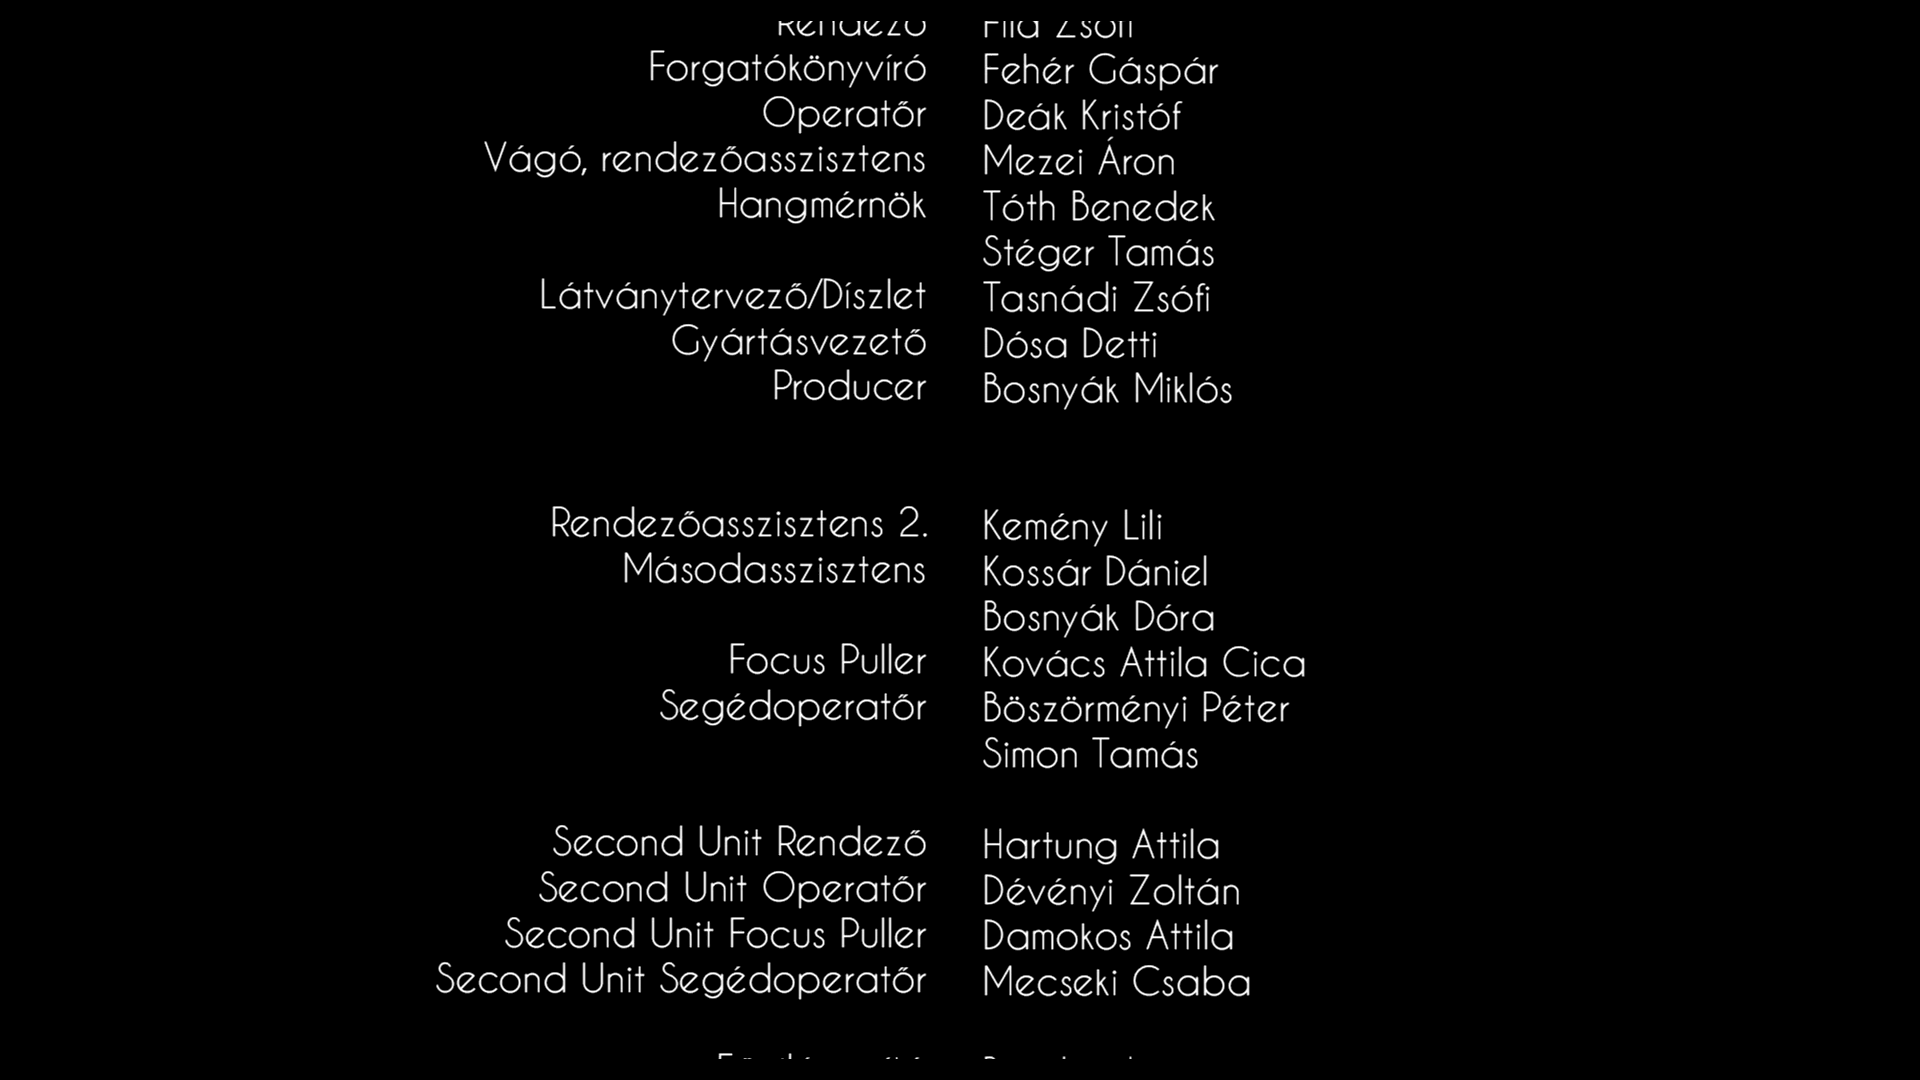 Rendező Fila Zsófi
Forgatókönyvíró Fehér Gáspár
Operatőr Deák Kristóf
Vágó, rendezőasszisztens Mezei Áron
Hangmérnök Tóth Benedek
Stéger Tamás
Látványtervező/Díszlet Tasnádi Zsófi
Gyártásvezető Dósa Detti
Producer Bosnyák Miklós
Rendezőasszisztens 2. Kemény Lili
Másodasszisztens Kossár Dániel
Bosnyák Dóra
Focus Puller Kovács Attila Cica
Segédoperatőr Böszörményi Péter
Simon Tamás
Second Unit Rendező Hartung Attila
Second Unit Operatőr Dévényi Zoltán
Second Unit Focus Puller Damokos Attila
Second Unit Segédoperatőr Mecseki Csaba